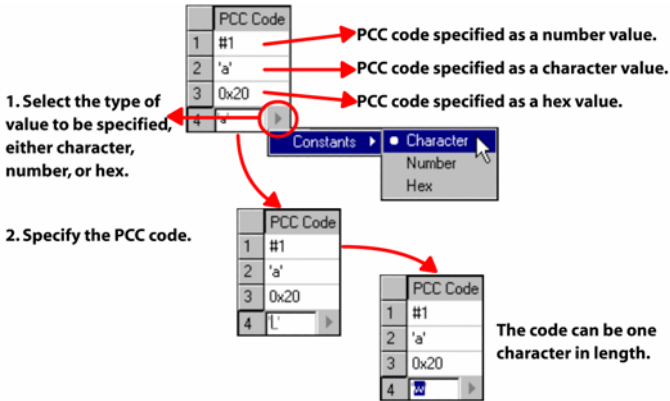 PCC Code
1 #1
2 'a'
3 0x20
4 'a'
PCC code specified as a number value.
PCC code specified as a character value.
PCC code specified as a hex value.
1. Select the type of
value to be specified,
either character,
number, or hex.
Constants
Character
Number
Hex
2. Specify the PCC code.
PCC Code
1 #1
2 'a'
3 0x20
4 'L'
PCC Code
1 #1
2 'a'
3 0x20
4 'w
The code can be one
character in length.